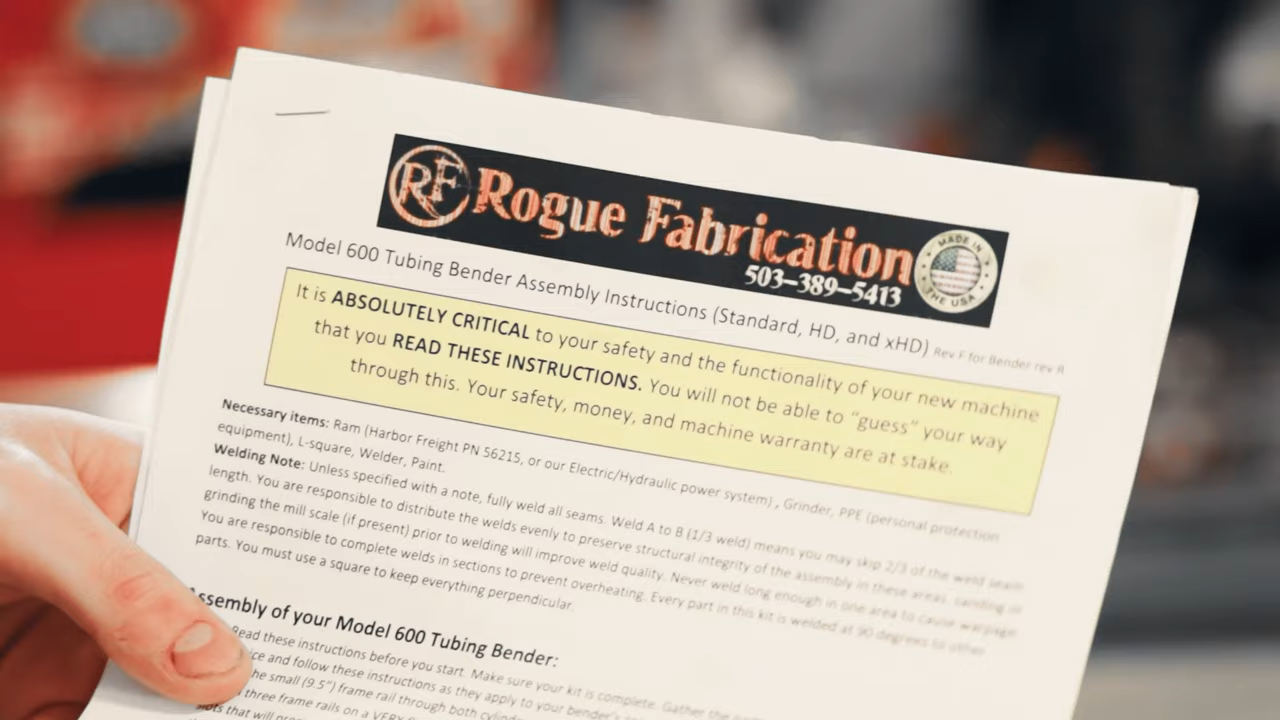 RF Rogue Fabrication
503-389-5413
MADE IN THE USA
Model 600 Tubing Bender Assembly Instructions (Standard, HD, and xHD) Rev F for Bender rev R
It is ABSOLUTELY CRITICAL to your safety and the functionality of your new machine
that you READ THESE INSTRUCTIONS. You will not be able to "guess" your way
through this. Your safety, money, and machine warranty are at stake.
Necessary items: Ram (Harbor Freight PN 56215, or our Electric/Hydraulic power system) , Grinder, PPE (personal protection
equipment), L-square, Welder, Paint.
Welding Note: Unless specified with a note, fully weld all seams. Weld A to B (1/3 weld) means you may skip 2/3 of the weld seam
length. You are responsible to distribute the welds evenly to preserve structural integrity of the assembly in these areas. sanding or
grinding the mill scale (if present) prior to welding will improve weld quality. Never weld long enough in one area to cause warpage
You are responsible to complete welds in sections to prevent overheating. Every part in this kit is welded at 90 degrees to other
parts. You must use a square to keep everything perpendicular.
Assembly of your Model 600 Tubing Bender:
Read these instructions before you start. Make sure your kit is complete. Gather the
and follow these instructions as they apply to your bender's
the small (9.5") frame rail through both
three frame rails on a VERY
slots that will